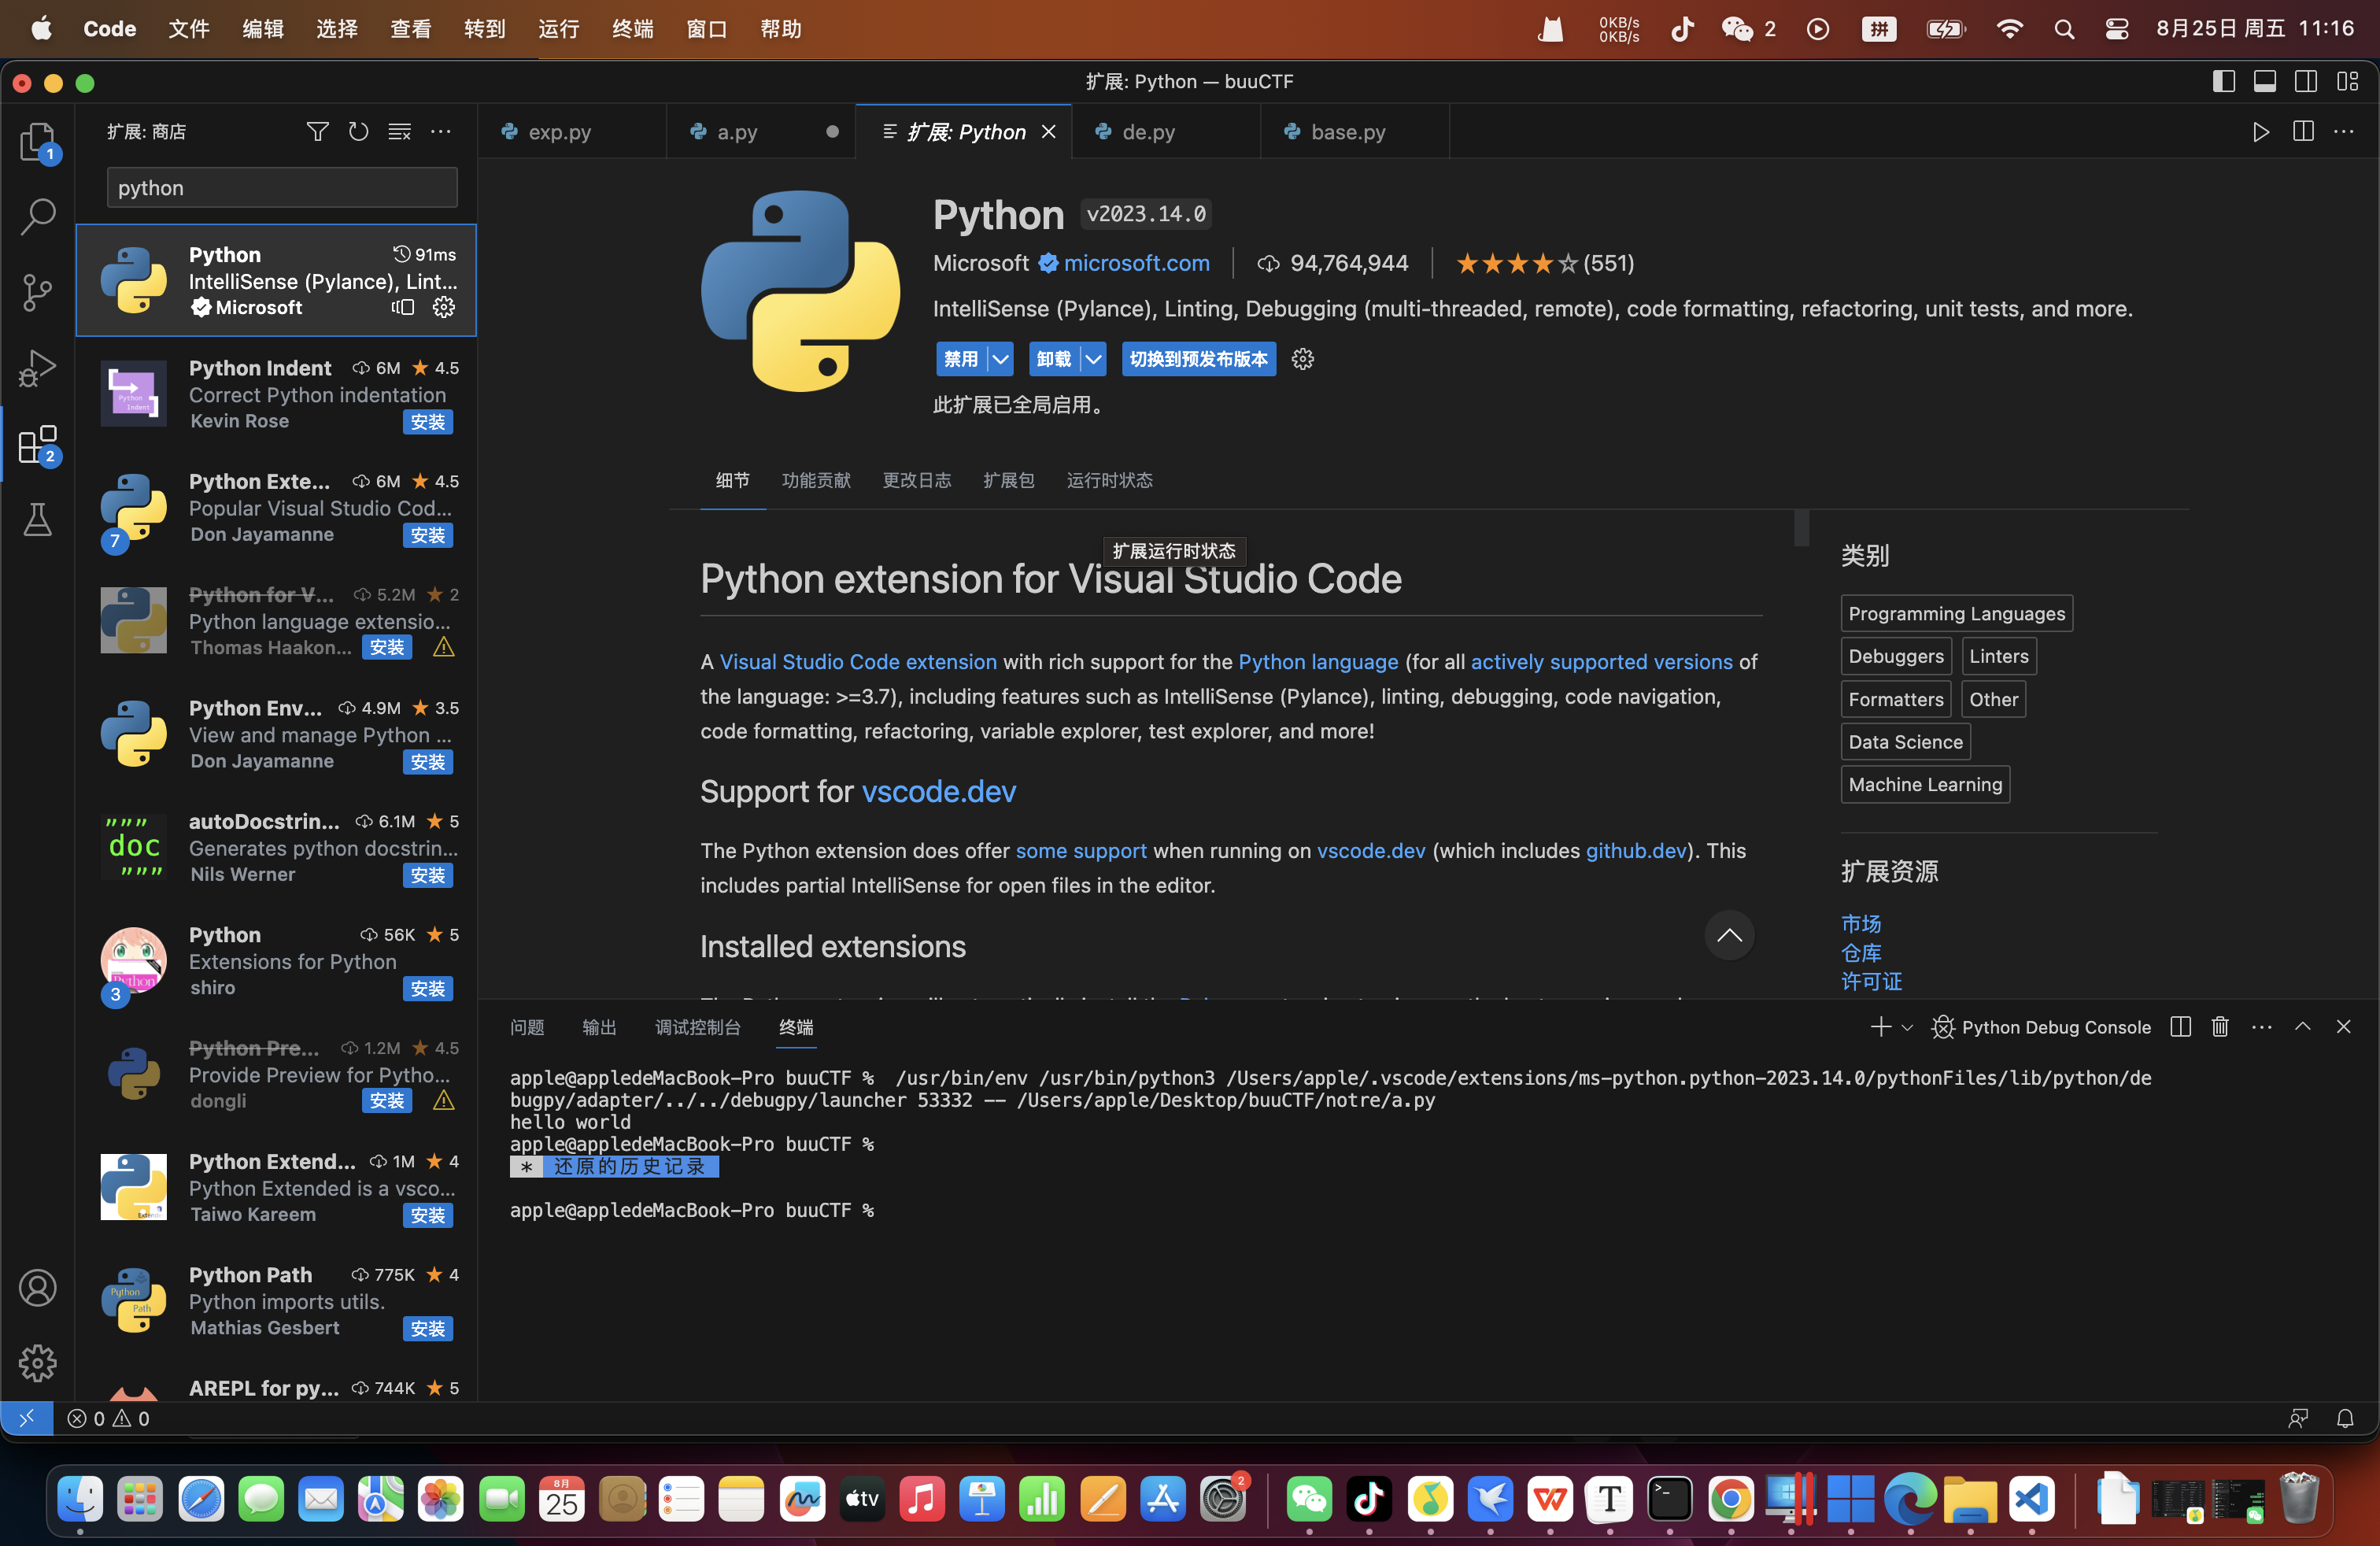 Code 文件 编辑 选择 查看 转到 运行 终端 窗口 帮助 0KB/s 0KB/s 2 拼 8月25日 周五 11:16
扩展: Python — buuCTF
扩展: 商店
exp.py a.py 扩展: Python de.py base.py
1
python
Python 91ms
IntelliSense (Pylance), Lint...
Microsoft
Python Indent 6M 4.5
Correct Python indentation
Kevin Rose 安装
2
Python Exte... 6M 4.5
Popular Visual Studio Cod...
Don Jayamanne 安装
7
Python for V... 5.2M 2
Python language extensio...
Thomas Haakon... 安装
Python Env... 4.9M 3.5
View and manage Python ...
Don Jayamanne 安装
"""
doc
"""
autoDocstrin... 6.1M 5
Generates python docstrin...
Nils Werner 安装
Python 56K 5
Extensions for Python
shiro 安装
3
Python Pre... 1.2M 4.5
Provide Preview for Pytho...
dongli 安装
Python Extend... 1M 4
Python Extended is a vsco...
Taiwo Kareem 安装
Python Path 775K 4
Python imports utils.
Mathias Gesbert 安装
AREPL for py... 744K 5
Python v2023.14.0
Microsoft microsoft.com 94,764,944 (551)
IntelliSense (Pylance), Linting, Debugging (multi-threaded, remote), code formatting, refactoring, unit tests, and more.
禁用 卸载 切换到预发布版本
此扩展已全局启用。
细节 功能贡献 更改日志 扩展包 运行时状态
扩展运行时状态
Python extension for Visual Studio Code
A Visual Studio Code extension with rich support for the Python language (for all actively supported versions of
the language: >=3.7), including features such as IntelliSense (Pylance), linting, debugging, code navigation,
code formatting, refactoring, variable explorer, test explorer, and more!
Support for vscode.dev
The Python extension does offer some support when running on vscode.dev (which includes github.dev). This
includes partial IntelliSense for open files in the editor.
Installed extensions
类别
Programming Languages
Debuggers Linters
Formatters Other
Data Science
Machine Learning
扩展资源
市场
仓库
许可证
问题 输出 调试控制台 终端 Python Debug Console
apple@appledeMacBook-Pro buuCTF % /usr/bin/env /usr/bin/python3 /Users/apple/.vscode/extensions/ms-python.python-2023.14.0/pythonFiles/lib/python/de
bugpy/adapter/../../debugpy/launcher 53332 -- /Users/apple/Desktop/buuCTF/notre/a.py
hello world
apple@appledeMacBook-Pro buuCTF %
* 还原的历史记录
apple@appledeMacBook-Pro buuCTF %
0 0
8月
25
tv
2
T